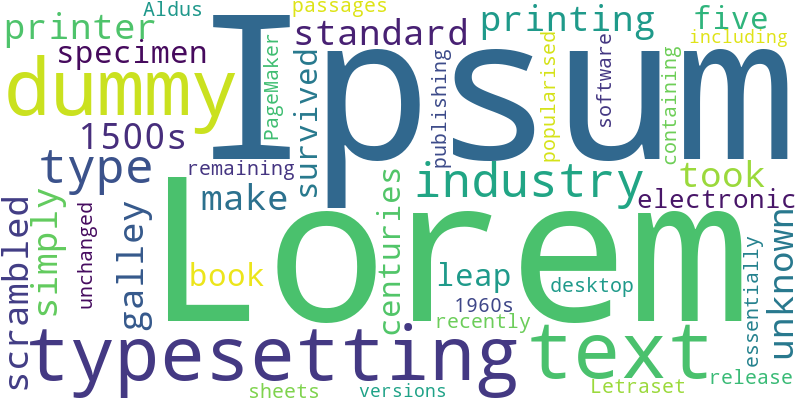 Aldus
passages
printer
Ipsum
standard
printing
five
specimen
including
dummy
PageMaker
survived
publishing
popularised
software
containing
1500s
type
remaining
make
centuries
industry
took
electronic
scrambled
simply
unchanged
galley
Lorem
book
leap
desktop
essentially
unknown
1960s
recently
typesetting
text
sheets
versions
Letraset
release